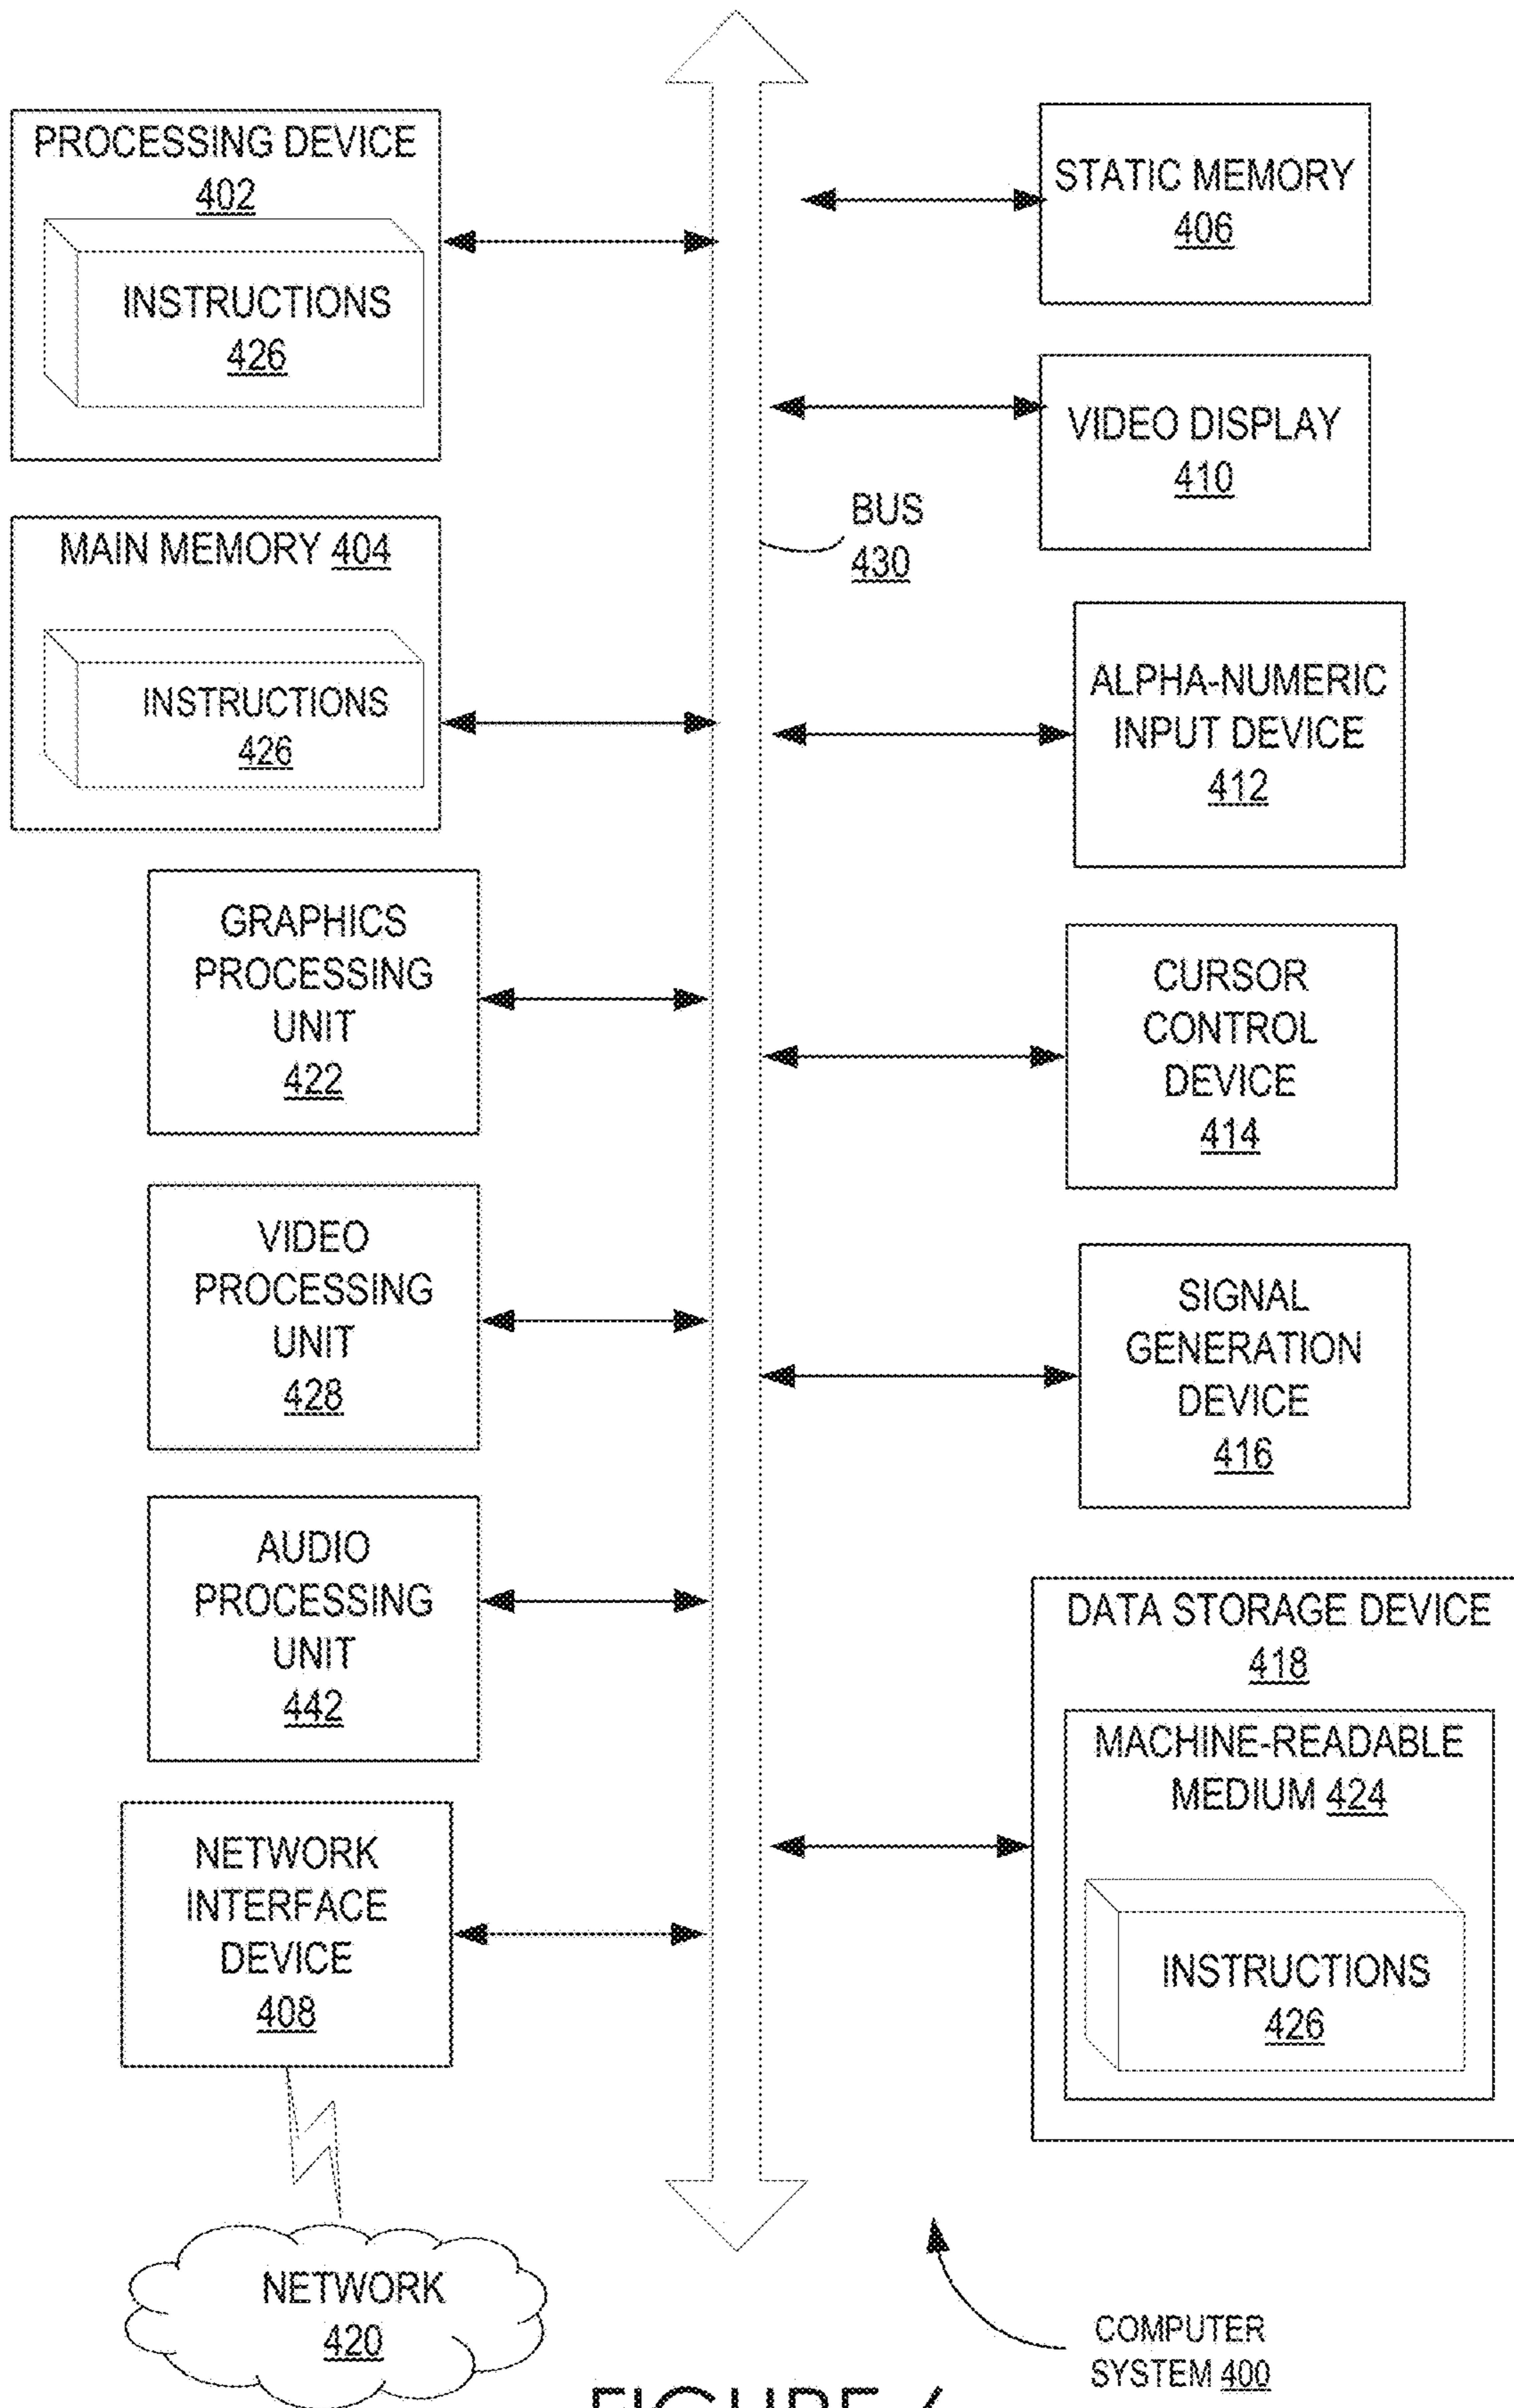 PROCESSING DEVICE
402
INSTRUCTIONS
426
MAIN MEMORY 404
INSTRUCTIONS
426
GRAPHICS
PROCESSING
UNIT
422
VIDEO
PROCESSING
UNIT
428
AUDIO
PROCESSING
UNIT
442
NETWORK
INTERFACE
DEVICE
408
NETWORK
420
BUS
430
STATIC MEMORY
406
VIDEO DISPLAY
410
ALPHA-NUMERIC
INPUT DEVICE
412
CURSOR
CONTROL
DEVICE
414
SIGNAL
GENERATION
DEVICE
416
DATA STORAGE DEVICE
418
MACHINE-READABLE
MEDIUM 424
INSTRUCTIONS
426
COMPUTER
SYSTEM 400
FIGURE